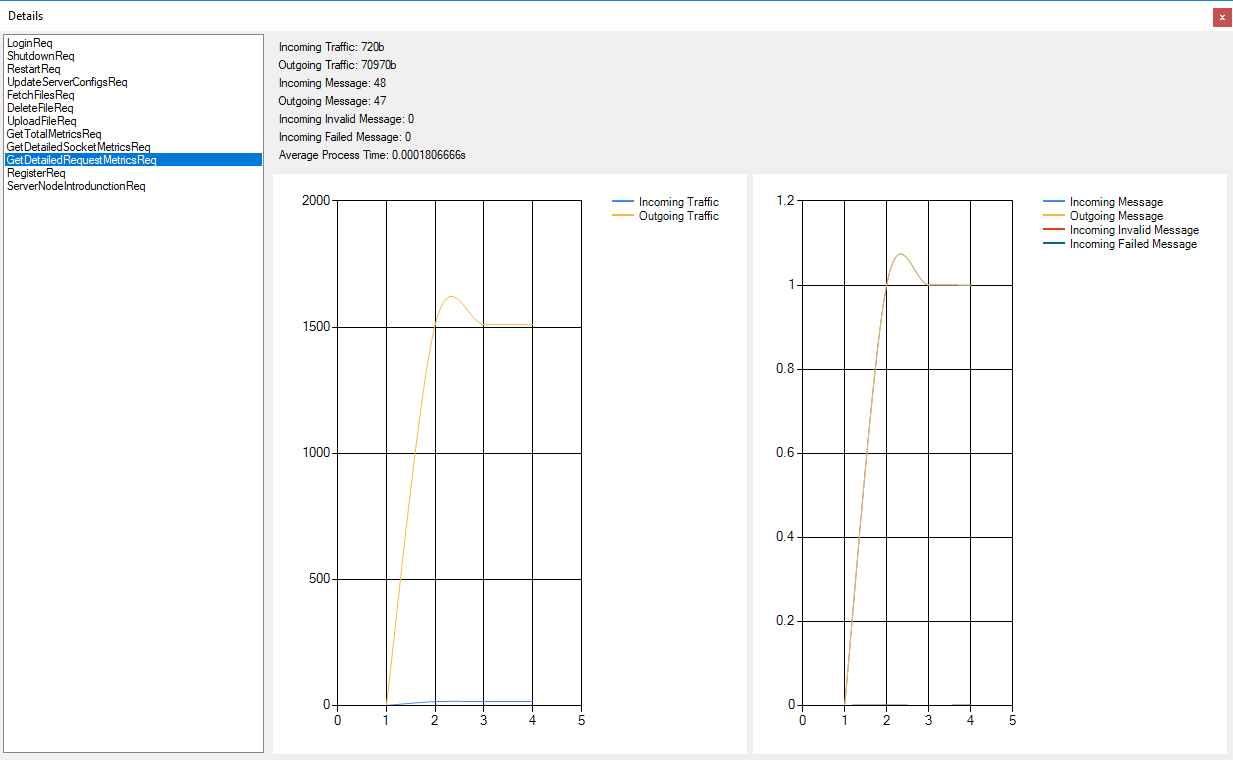 Details
x
LoginReq
ShutdownReq
RestartReq
UpdateServerConfigsReq
FetchFilesReq
DeleteFileReq
UploadFileReq
GetTotalMetricsReq
GetDetailedSocketMetricsReq
GetDetailedRequestMetricsReq
RegisterReq
ServerNodeIntrodunctionReq
Incoming Traffic: 720b
Outgoing Traffic: 70970b
Incoming Message: 48
Outgoing Message: 47
Incoming Invalid Message: 0
Incoming Failed Message: 0
Average Process Time: 0.0001806666s
2000
1500
1000
500
0
0 1 2 3 4 5
Incoming Traffic
Outgoing Traffic
1.2
1
0.8
0.6
0.4
0.2
0
0 1 2 3 4 5
Incoming Message
Outgoing Message
Incoming Invalid Message
Incoming Failed Message